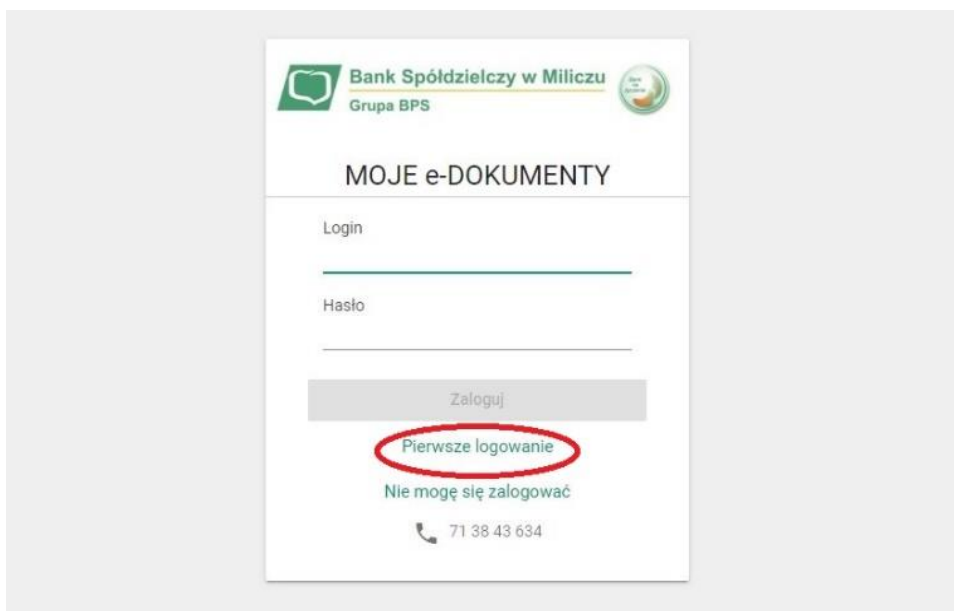 Bank Spółdzielczy w Miliczu
Grupa BPS
MOJE e-DOKUMENTY
Login
Hasło
Zaloguj
Pierwsze logowanie
Nie mogę się zalogować
71 38 43 634